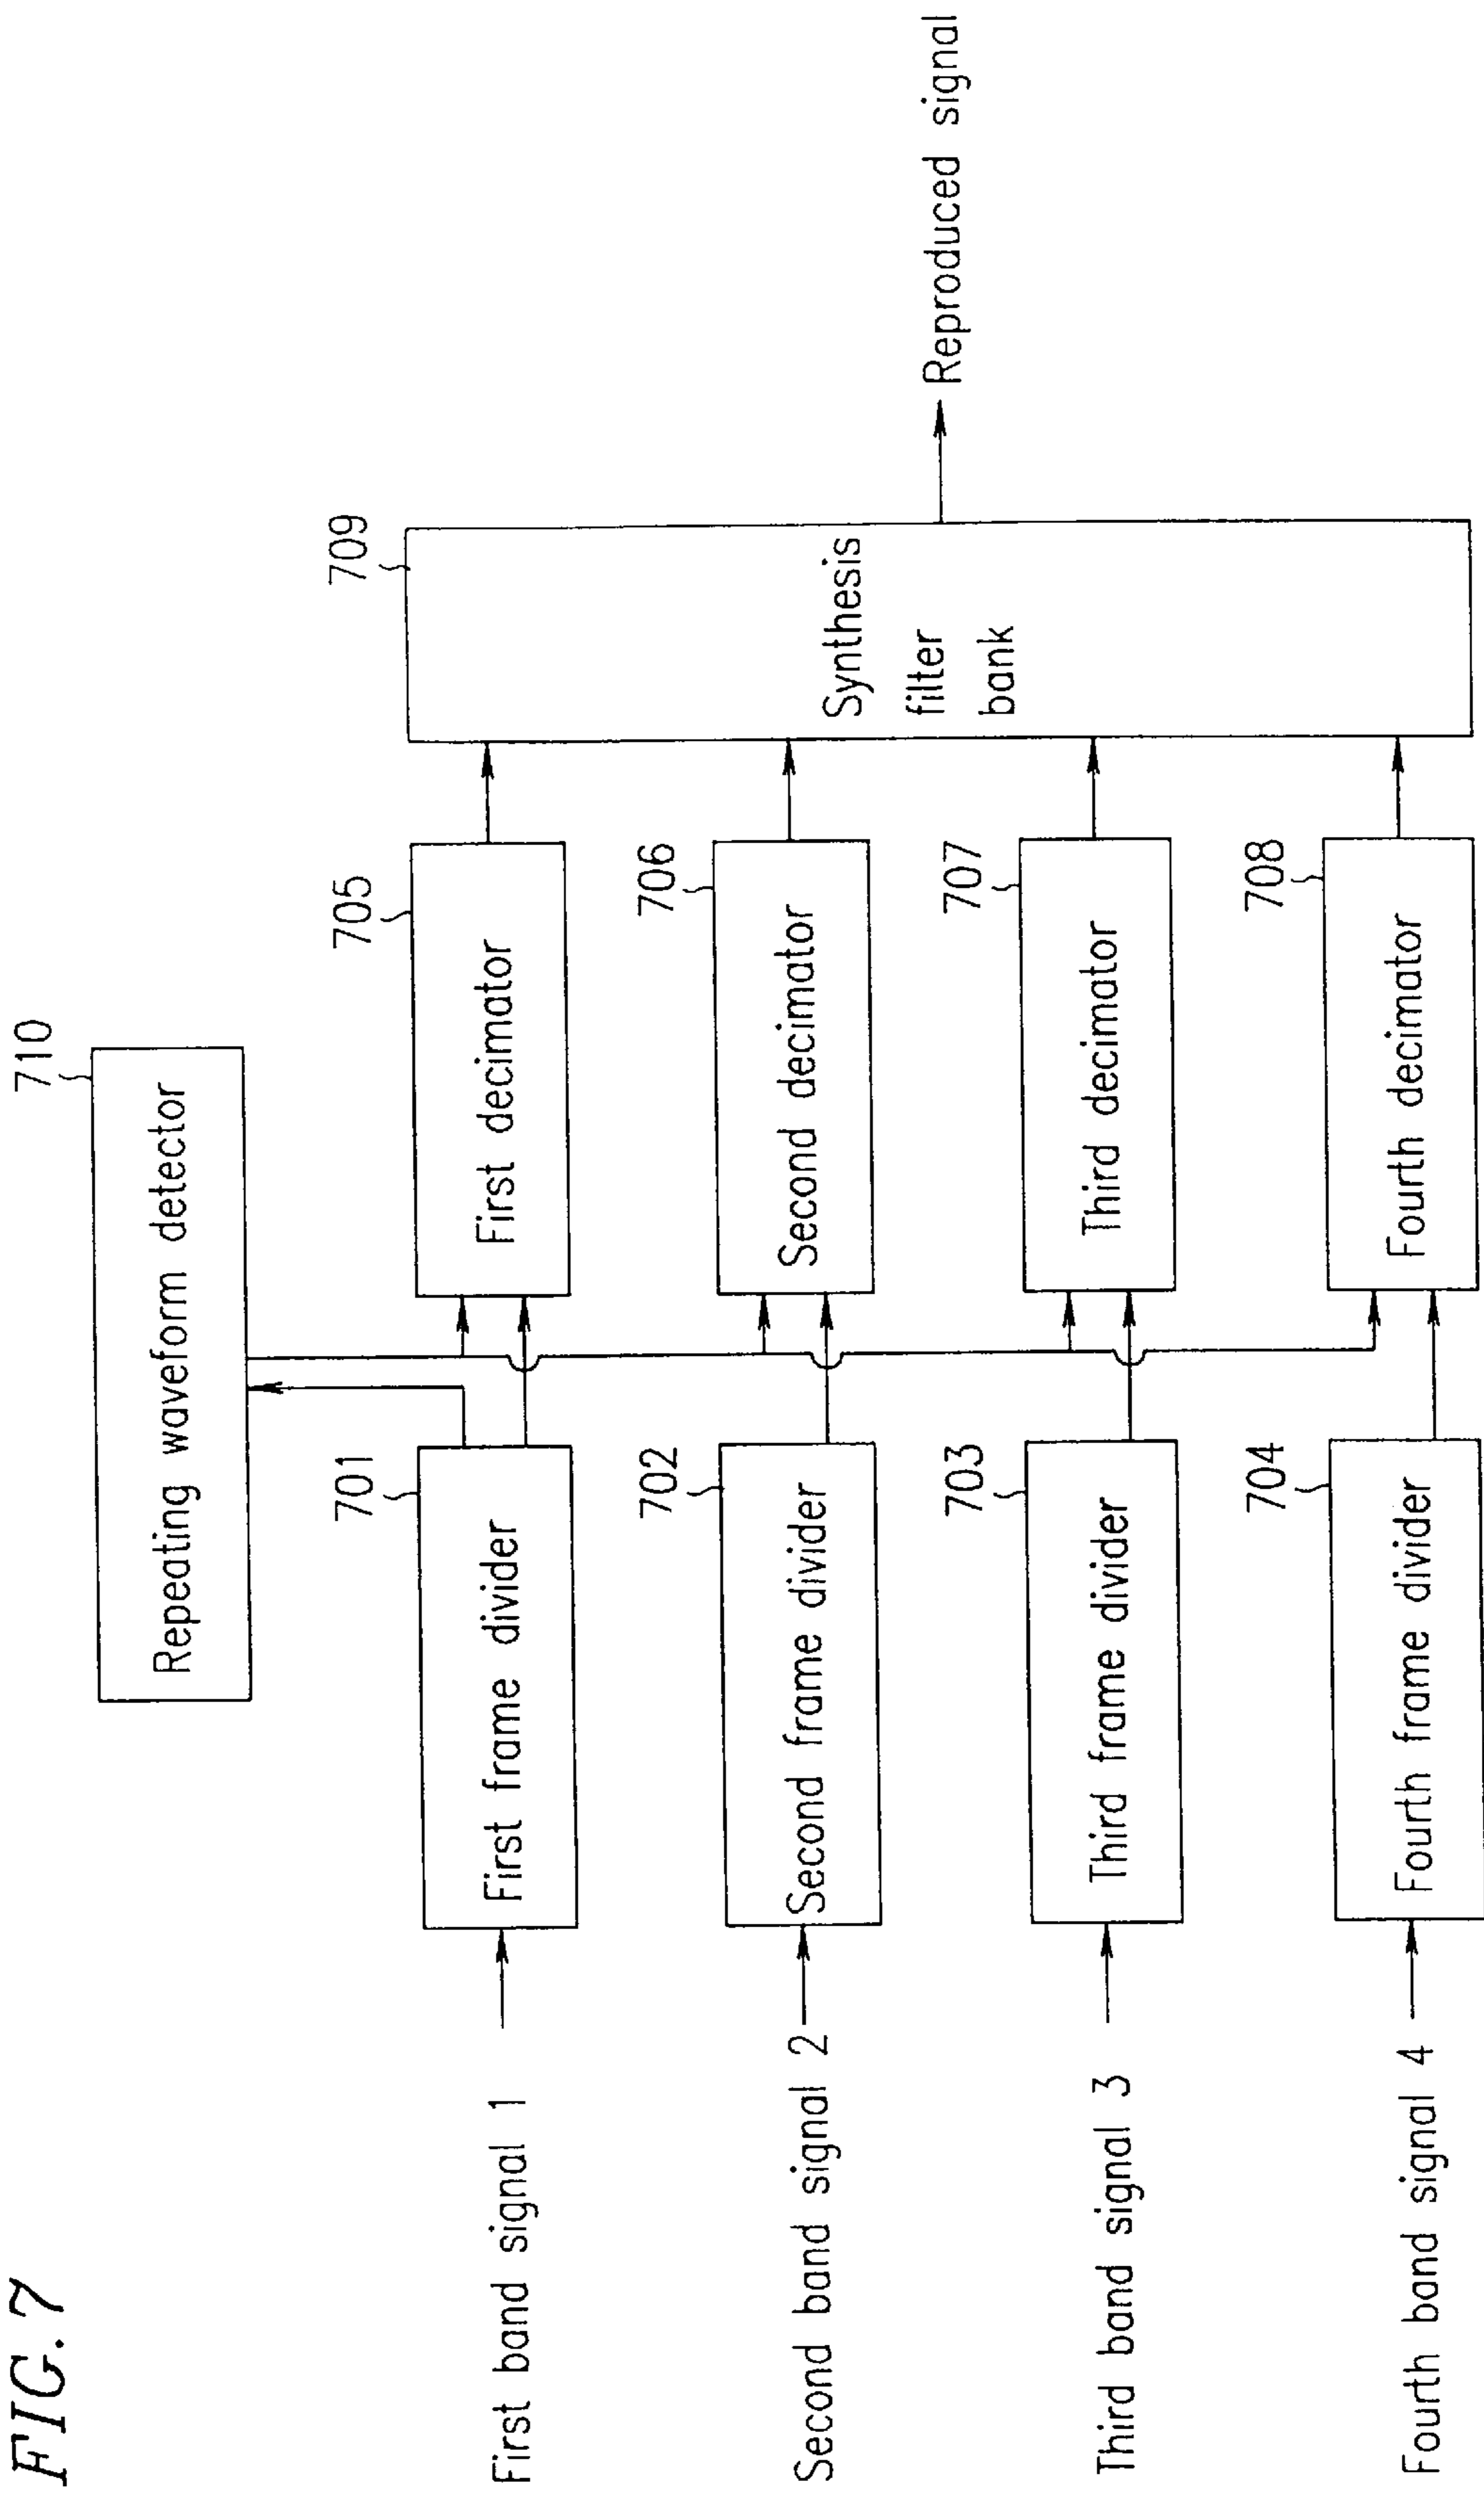 FIG. 7
710
Repeating waveform detector
701
705
709
First band signal 1
First frame divider
First decimator
702
706
Second band signal 2
Second frame divider
Second decimator
Synthesis
filter
bank
Reproduced signal
703
707
Third band signal 3
Third frame divider
Third decimator
704
708
Fourth band signal 4
Fourth frame divider
Fourth decimator